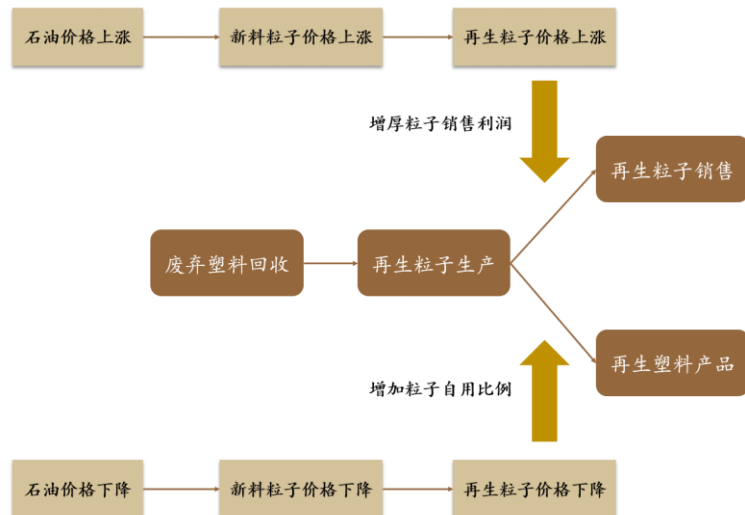 石油价格上涨
新料粒子价格上涨
再生粒子价格上涨
增厚粒子销售利润
再生粒子销售
废弃塑料回收
再生粒子生产
再生塑料产品
增加粒子自用比例
石油价格下降
新料粒子价格下降
再生粒子价格下降